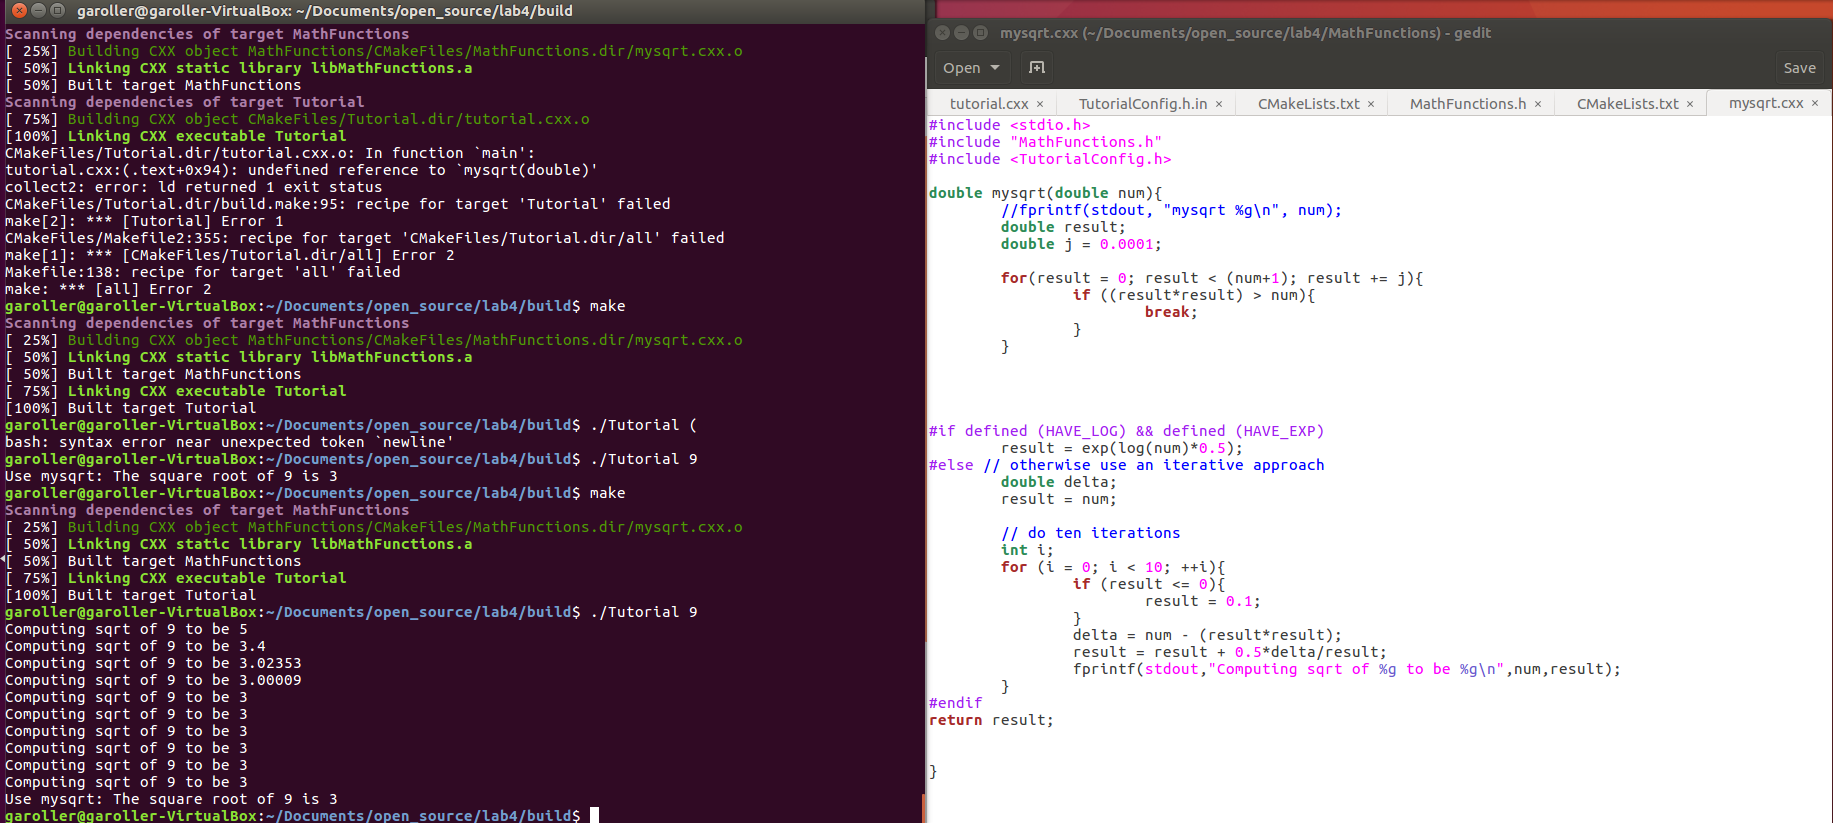 garoller@garoller-VirtualBox: ~/Documents/open_source/lab4/build
Scanning dependencies of target MathFunctions
[ 25%] Building CXX object MathFunctions/CMakeFiles/MathFunctions.dir/mysqrt.cxx.o
[ 50%] Linking CXX static library libMathFunctions.a
[ 50%] Built target MathFunctions
Scanning dependencies of target Tutorial
[ 75%] Building CXX object CMakeFiles/Tutorial.dir/tutorial.cxx.o
[100%] Linking CXX executable Tutorial
CMakeFiles/Tutorial.dir/tutorial.cxx.o: In function `main':
tutorial.cxx:(.text+0x94): undefined reference to `mysqrt(double)'
collect2: error: ld returned 1 exit status
CMakeFiles/Tutorial.dir/build.make:95: recipe for target 'Tutorial' failed
make[2]: *** [Tutorial] Error 1
CMakeFiles/Makefile2:355: recipe for target 'CMakeFiles/Tutorial.dir/all' failed
make[1]: *** [CMakeFiles/Tutorial.dir/all] Error 2
Makefile:138: recipe for target 'all' failed
make: *** [all] Error 2
garoller@garoller-VirtualBox:~/Documents/open_source/lab4/build$ make
Scanning dependencies of target MathFunctions
[ 25%] Building CXX object MathFunctions/CMakeFiles/MathFunctions.dir/mysqrt.cxx.o
[ 50%] Linking CXX static library libMathFunctions.a
[ 50%] Built target MathFunctions
[ 75%] Linking CXX executable Tutorial
[100%] Built target Tutorial
garoller@garoller-VirtualBox:~/Documents/open_source/lab4/build$ ./Tutorial (
bash: syntax error near unexpected token `newline'
garoller@garoller-VirtualBox:~/Documents/open_source/lab4/build$ ./Tutorial 9
Use mysqrt: The square root of 9 is 3
garoller@garoller-VirtualBox:~/Documents/open_source/lab4/build$ make
Scanning dependencies of target MathFunctions
[ 25%] Building CXX object MathFunctions/CMakeFiles/MathFunctions.dir/mysqrt.cxx.o
[ 50%] Linking CXX static library libMathFunctions.a
[ 50%] Built target MathFunctions
[ 75%] Linking CXX executable Tutorial
[100%] Built target Tutorial
garoller@garoller-VirtualBox:~/Documents/open_source/lab4/build$ ./Tutorial 9
Computing sqrt of 9 to be 5
Computing sqrt of 9 to be 3.4
Computing sqrt of 9 to be 3.02353
Computing sqrt of 9 to be 3.00009
Computing sqrt of 9 to be 3
Computing sqrt of 9 to be 3
Computing sqrt of 9 to be 3
Computing sqrt of 9 to be 3
Computing sqrt of 9 to be 3
Computing sqrt of 9 to be 3
Use mysqrt: The square root of 9 is 3
garoller@garoller-VirtualBox:~/Documents/open_source/lab4/build$
mysqrt.cxx (~/Documents/open_source/lab4/MathFunctions) - gedit
Open Save
tutorial.cxx × TutorialConfig.h.in × CMakeLists.txt × MathFunctions.h × CMakeLists.txt × mysqrt.cxx ×
#include <stdio.h>
#include "MathFunctions.h"
#include <TutorialConfig.h>
double mysqrt(double num){
//fprintf(stdout, "mysqrt %g\n", num);
double result;
double j = 0.0001;
for(result = 0; result < (num+1); result += j){
if ((result*result) > num){
break;
}
}
#if defined (HAVE_LOG) && defined (HAVE_EXP)
result = exp(log(num)*0.5);
#else // otherwise use an iterative approach
double delta;
result = num;
// do ten iterations
int i;
for (i = 0; i < 10; ++i){
if (result <= 0){
result = 0.1;
}
delta = num - (result*result);
result = result + 0.5*delta/result;
fprintf(stdout,"Computing sqrt of %g to be %g\n",num,result);
}
#endif
return result;
}